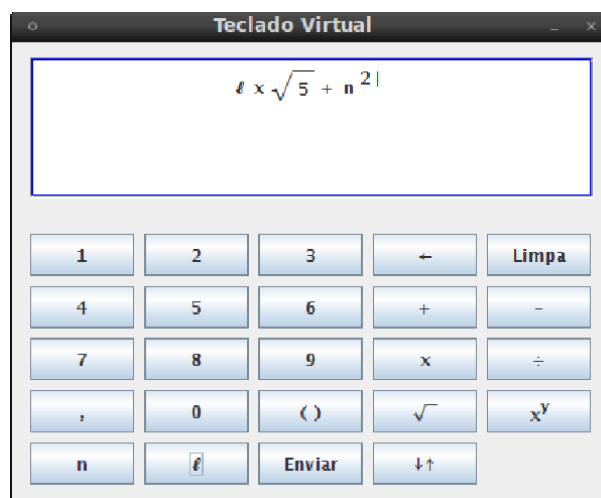 Teclado Virtual
ℓ x √5 + n²
1 2 3 ← Limpa
4 5 6 + -
7 8 9 x ÷
, 0 ( ) √ xʸ
n ℓ Enviar ↓↑